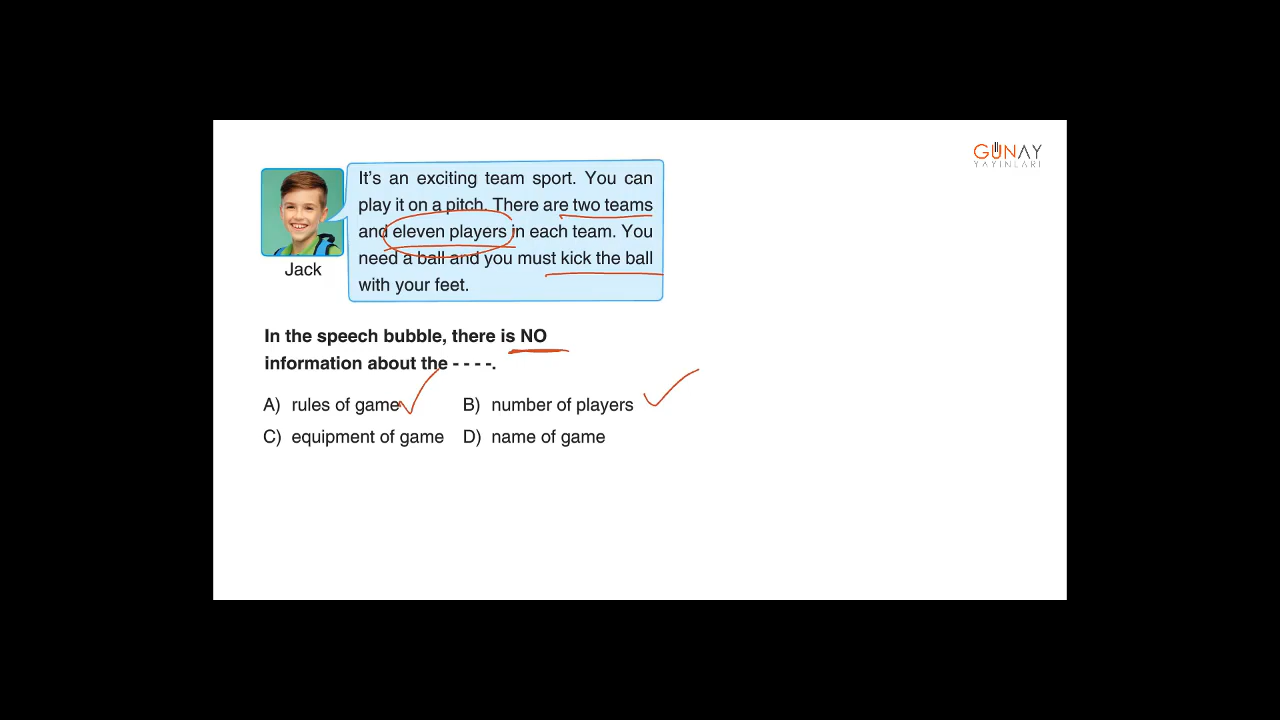 GÜNAY
YAYINLARI
It's an exciting team sport. You can
play it on a pitch. There are two teams
and eleven players in each team. You
need a ball and you must kick the ball
with your feet.
Jack
In the speech bubble, there is NO
information about the - - - -.
A) rules of game B) number of players
C) equipment of game D) name of game